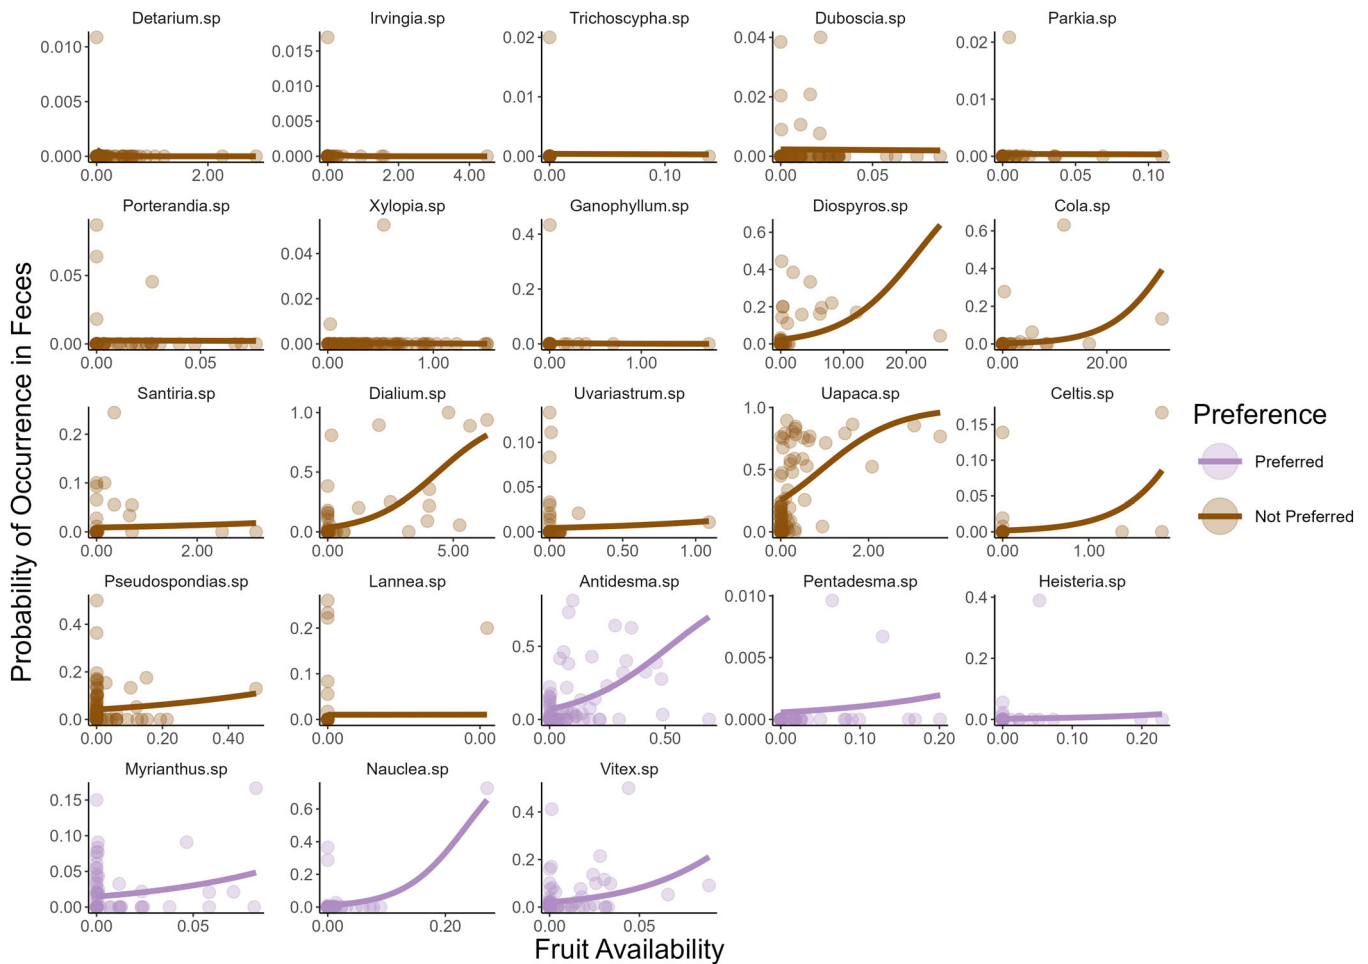 Detarium.sp
0.010
0.005
0.000
0.00 2.00
Irvingia.sp
0.015
0.010
0.005
0.000
0.00 2.00 4.00
Trichoscypha.sp
0.02
0.01
0.00
0.00 0.10
Duboscia.sp
0.04
0.02
0.00
0.00 0.05
Parkia.sp
0.02
0.01
0.00
0.00 0.05 0.10
Porterandia.sp
0.05
0.00
0.00 0.05
Xylopia.sp
0.04
0.02
0.00
0.00 1.00
Ganophyllum.sp
0.4
0.2
0.0
0.00 1.00
Diospyros.sp
0.6
0.4
0.2
0.0
0.00 10.00 20.00
Cola.sp
0.6
0.4
0.2
0.0
0.00 20.00
Santiria.sp
0.2
0.1
0.0
0.00 2.00
Dialium.sp
1.0
0.5
0.0
0.00 5.00
Uvariastrum.sp
0.10
0.05
0.00
0.00 0.50 1.00
Uapaca.sp
1.0
0.5
0.0
0.00 2.00
Celtis.sp
0.15
0.10
0.05
0.00
0.00 1.00
Pseudospondias.sp
0.4
0.2
0.0
0.00 0.40
Lannea.sp
0.2
0.1
0.0
0.00 0.00
Antidesma.sp
0.5
0.0
0.00 0.50
Pentadesma.sp
0.010
0.005
0.000
0.00 0.10 0.20
Heisteria.sp
0.4
0.2
0.0
0.00 0.10 0.20
Myrianthus.sp
0.15
0.10
0.05
0.00
0.00 0.05
Nauclea.sp
0.6
0.4
0.2
0.0
0.00 0.20
Vitex.sp
0.4
0.2
0.0
0.00 0.05
Probability of Occurrence in Feces
Fruit Availability
Preference
Preferred
Not Preferred